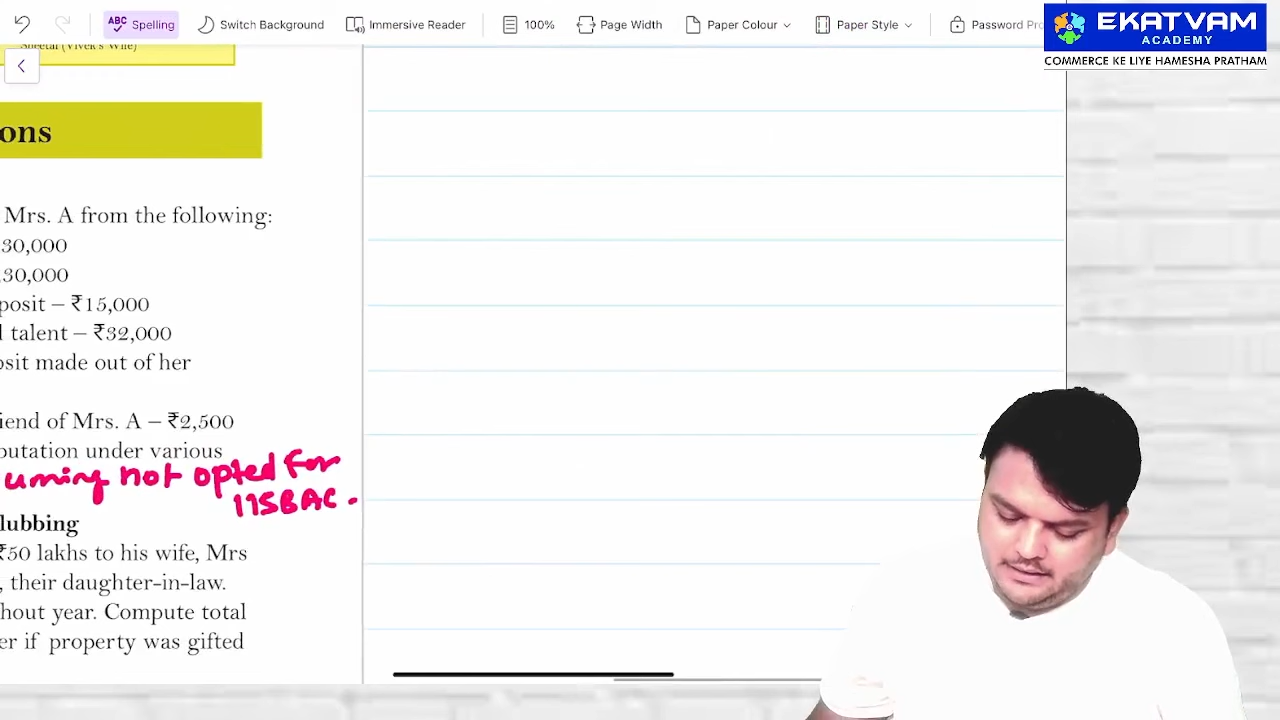 Spelling
Switch Background
Immersive Reader
100%
Page Width
Paper Colour
Paper Style
Password
EKATVAM
ACADEMY
COMMERCE KE LIYE HAMESHA PRATHAM
Sheetal (Vivek's Wife)
ons
Mrs. A from the following:
30,000
30,000
posit – ₹15,000
l talent – ₹32,000
osit made out of her
iend of Mrs. A – ₹2,500
putation under various
uming not opted for
115BAC.
lubbing
₹50 lakhs to his wife, Mrs
, their daughter-in-law.
hout year. Compute total
er if property was gifted